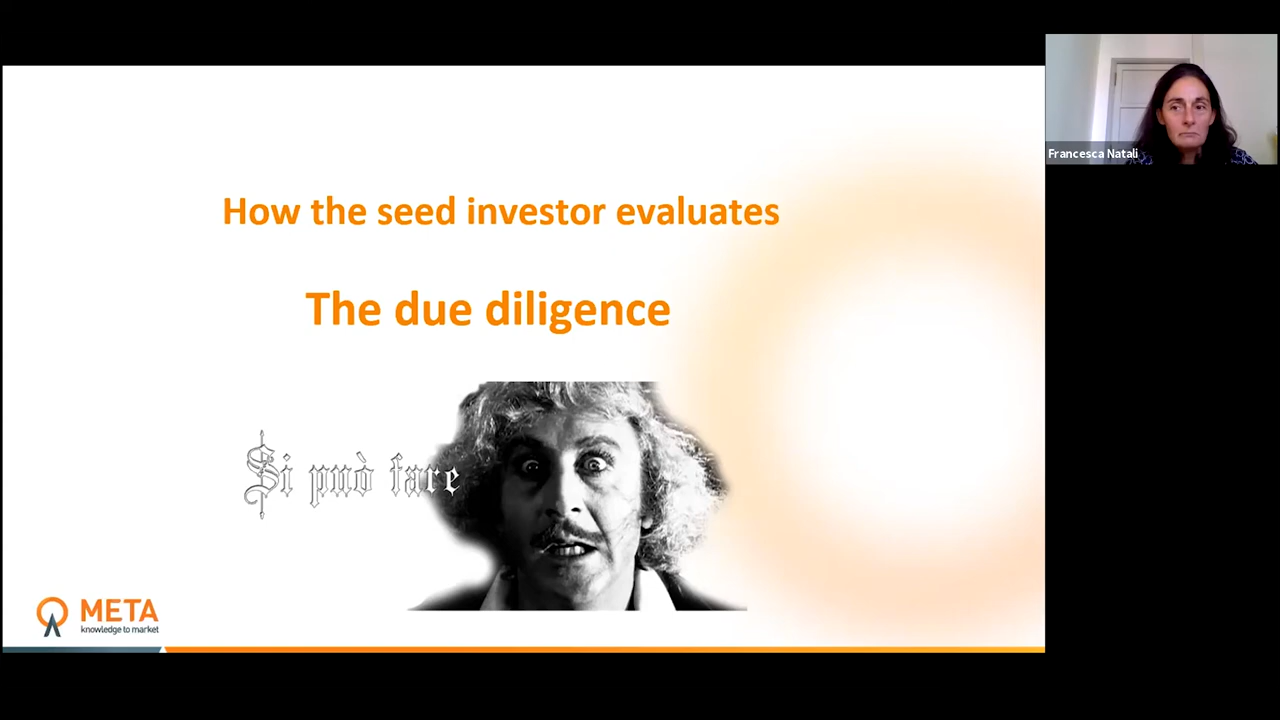 How the seed investor evaluates
The due diligence
Si può fare
META
knowledge to market
Francesca Natali